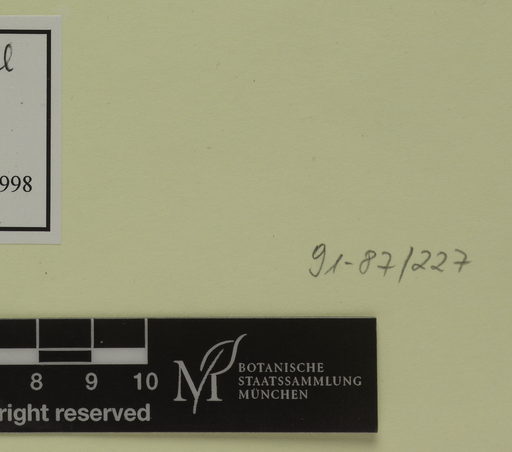 998
91-87/227
8 9 10
right reserved
BOTANISCHE
STAATSSAMMLUNG
MÜNCHEN